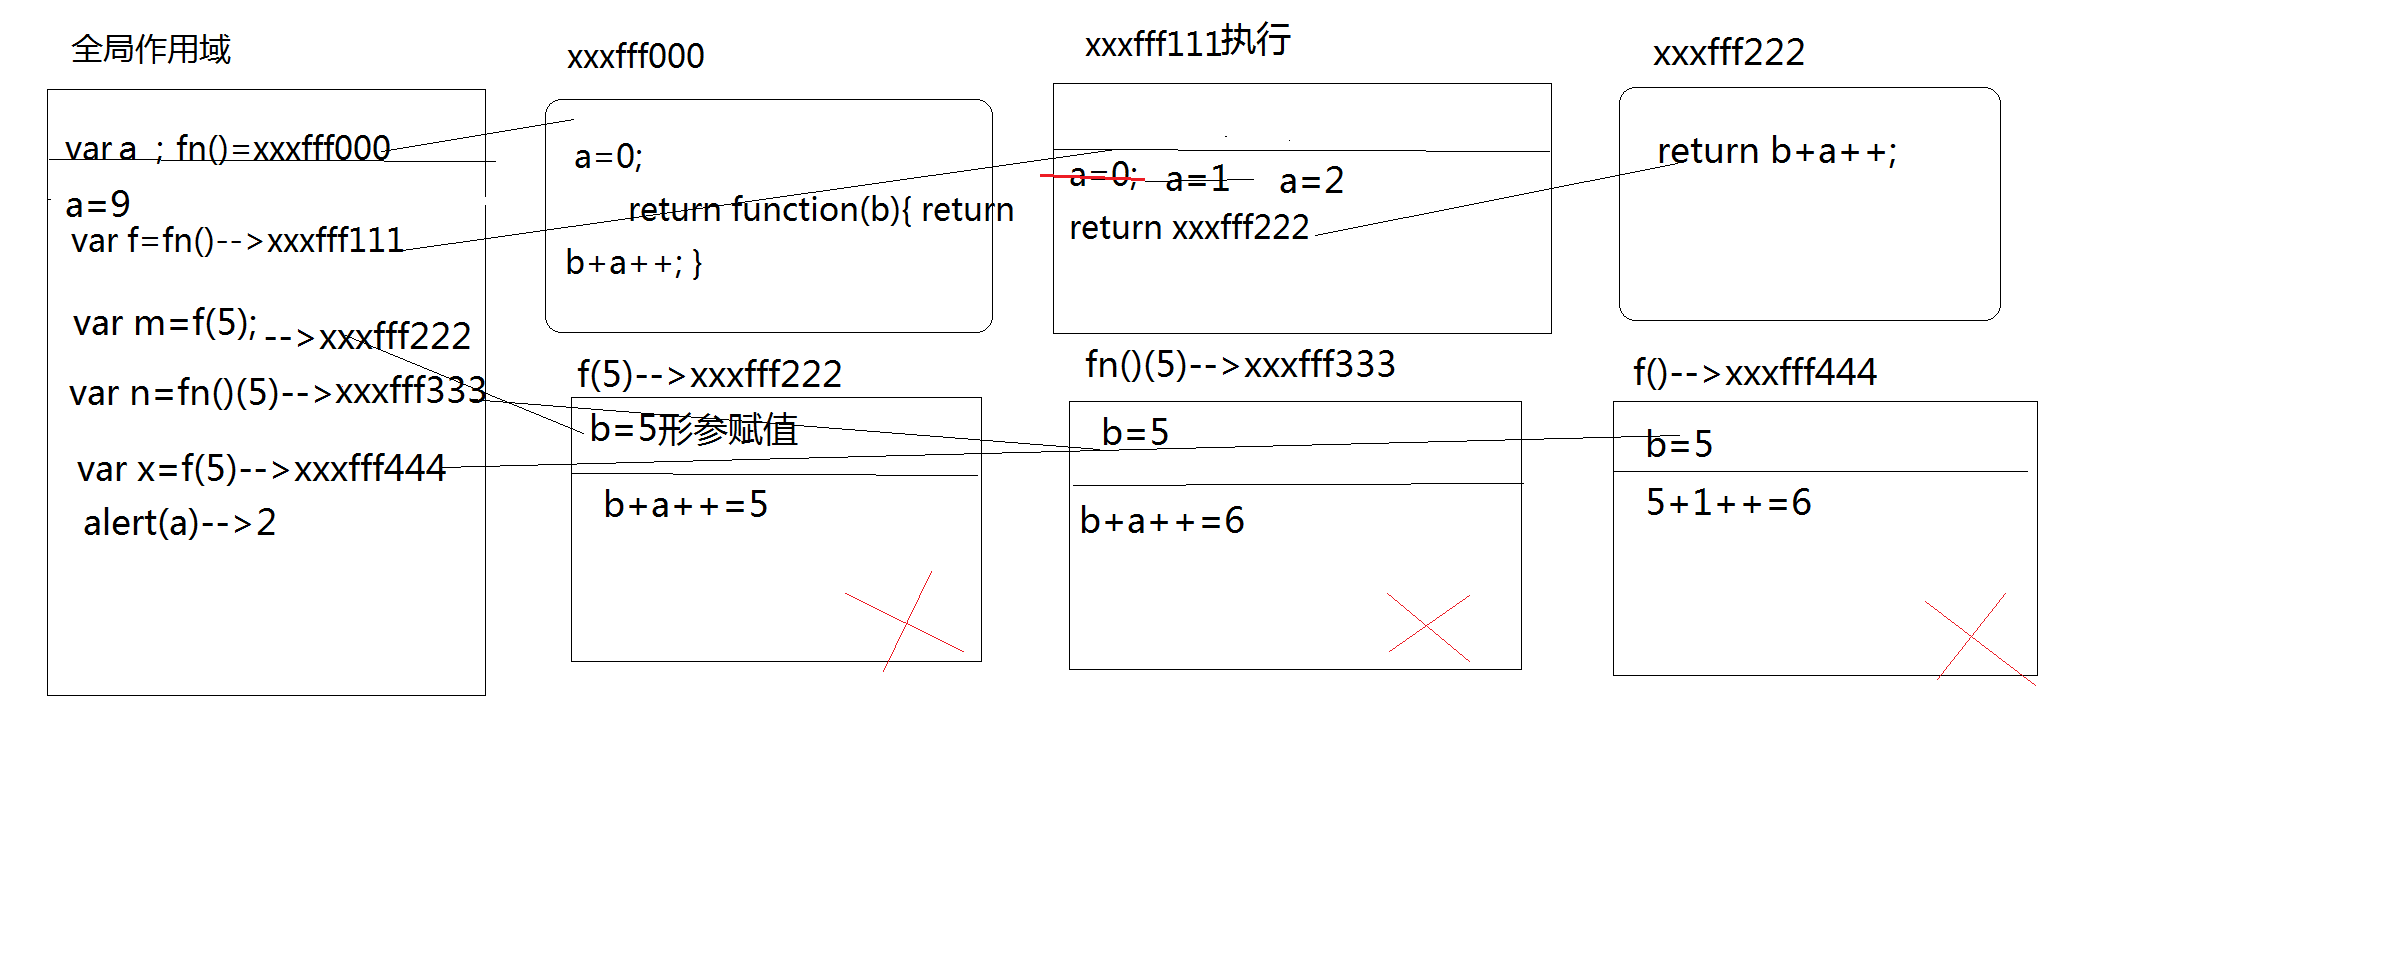 全局作用域
var a ; fn()=xxxfff000
a=9
var f=fn()-->xxxfff111
var m=f(5); -->xxxfff222
var n=fn()(5)-->xxxfff333
var x=f(5)-->xxxfff444
alert(a)-->2
xxxfff000
a=0;
return function(b){ return
b+a++; }
xxxfff111执行
a=0; a=1 a=2
return xxxfff222
xxxfff222
return b+a++;
f(5)-->xxxfff222
b=5形参赋值
b+a++=5
fn()(5)-->xxxfff333
b=5
b+a++=6
f()-->xxxfff444
b=5
5+1++=6